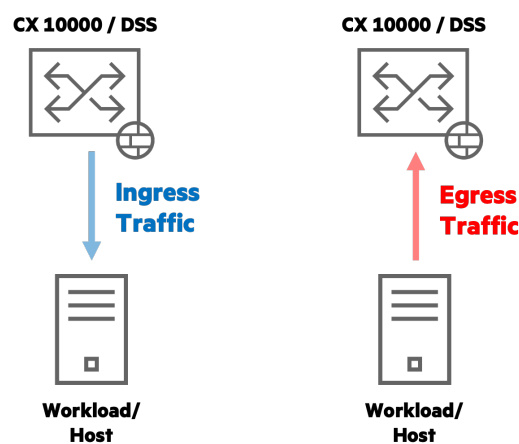 CX 10000 / DSS
CX 10000 / DSS
Ingress
Traffic
Egress
Traffic
Workload/
Host
Workload/
Host